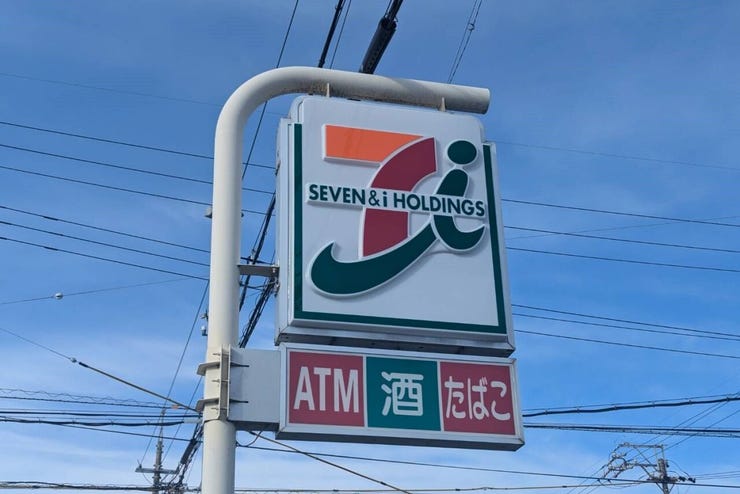 SEVEN & i HOLDINGS
ATM 酒 たばこ